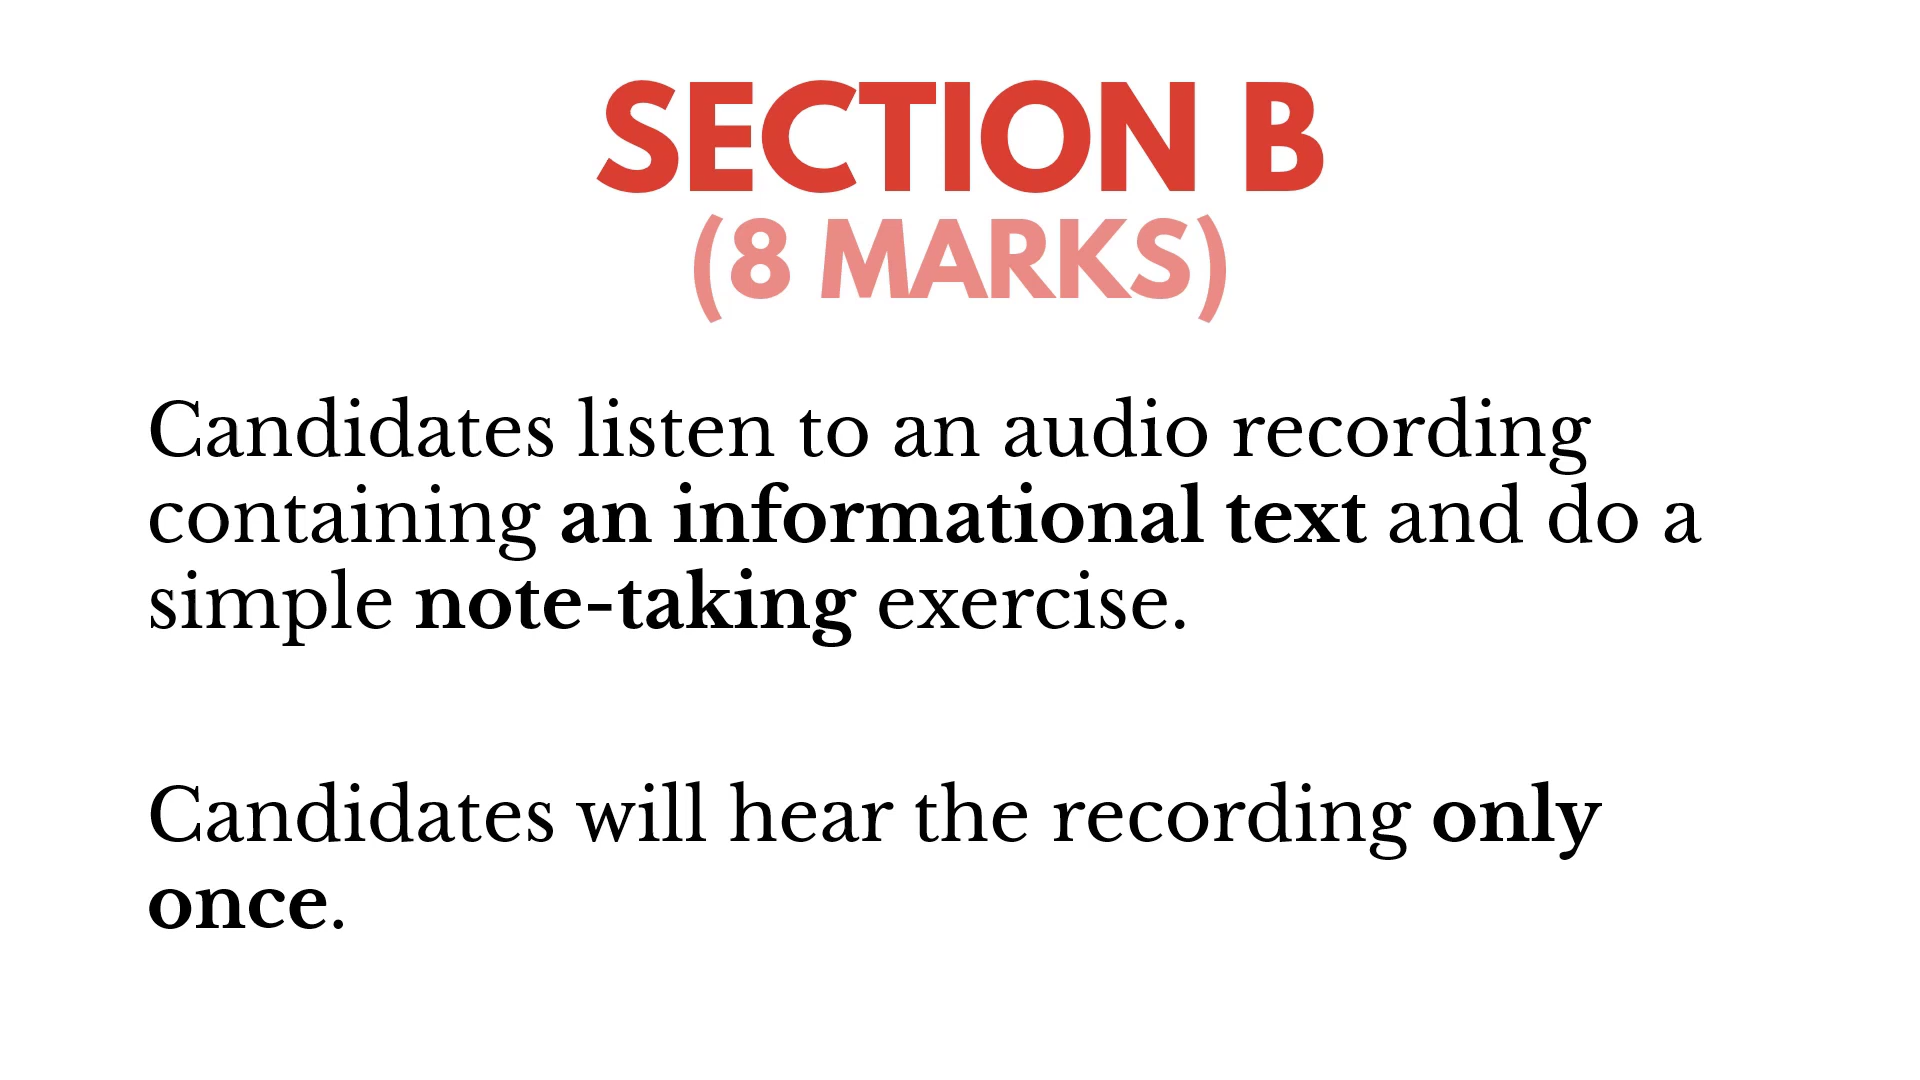 SECTION B
(8 MARKS)
Candidates listen to an audio recording
containing an informational text and do a
simple note-taking exercise.
Candidates will hear the recording only
once.